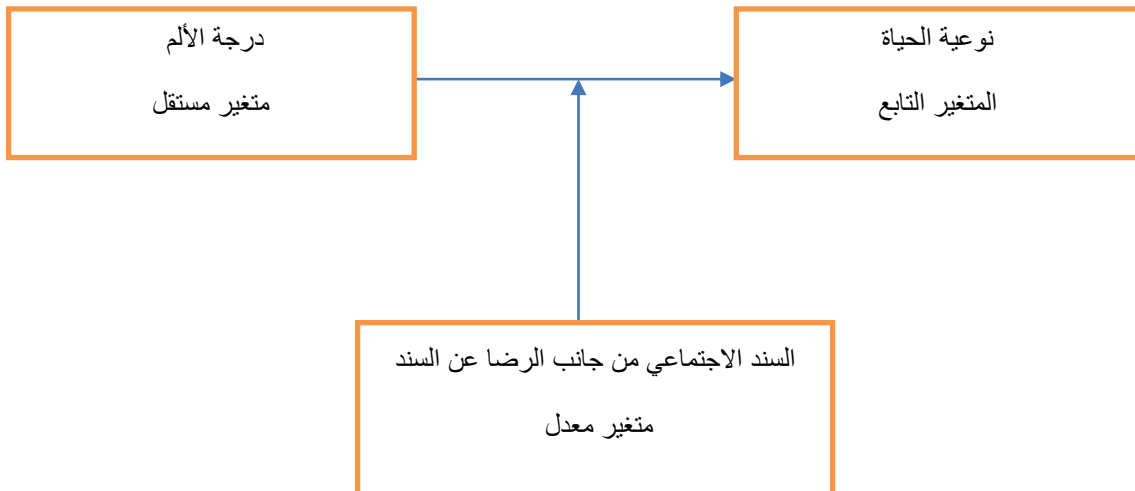 درجة الألم
متغير مستقل
نوعية الحياة
المتغير التابع
السند الاجتماعي من جانب الرضا عن السند
متغير معدل